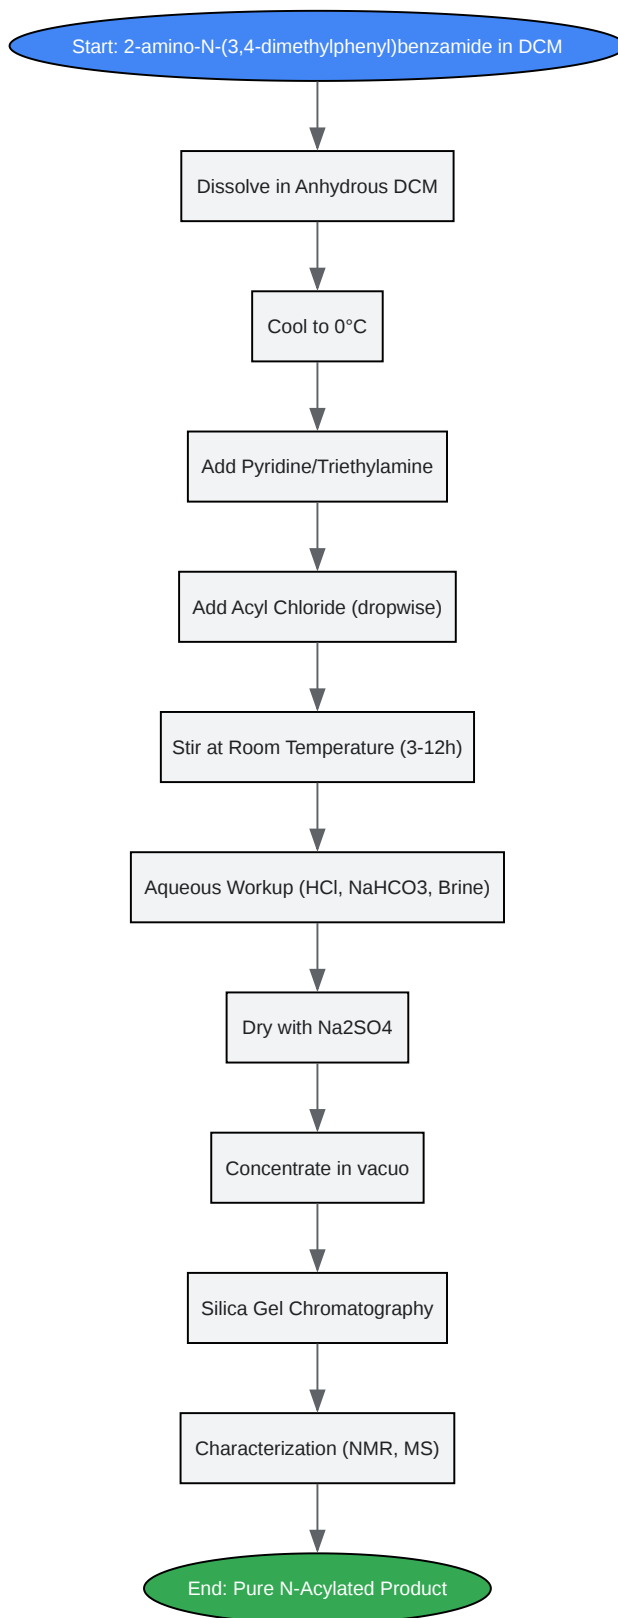 Start: 2-amino-N-(3,4-dimethylphenyl)benzamide in DCM
Dissolve in Anhydrous DCM
Cool to 0°C
Add Pyridine/Triethylamine
Add Acyl Chloride (dropwise)
Stir at Room Temperature (3-12h)
Aqueous Workup (HCl, NaHCO3, Brine)
Dry with Na2SO4
Concentrate in vacuo
Silica Gel Chromatography
Characterization (NMR, MS)
End: Pure N-Acylated Product